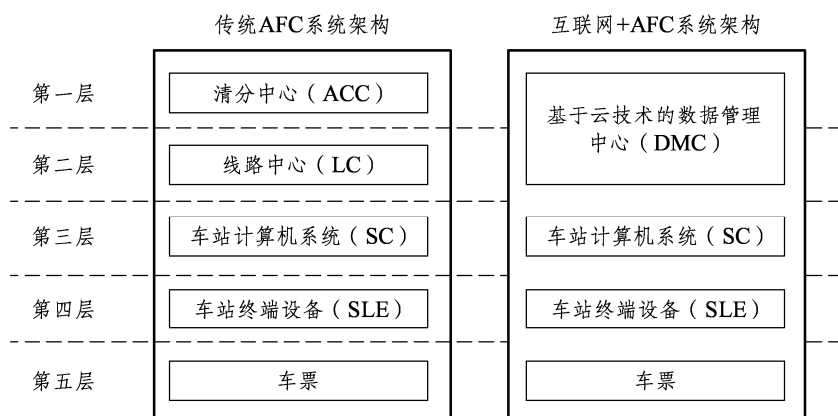 传统AFC系统架构 互联网+AFC系统架构
第一层 清分中心（ACC） 基于云技术的数据管理
中心（DMC）
第二层 线路中心（LC）
第三层 车站计算机系统（SC） 车站计算机系统（SC）
第四层 车站终端设备（SLE） 车站终端设备（SLE）
第五层 车票 车票